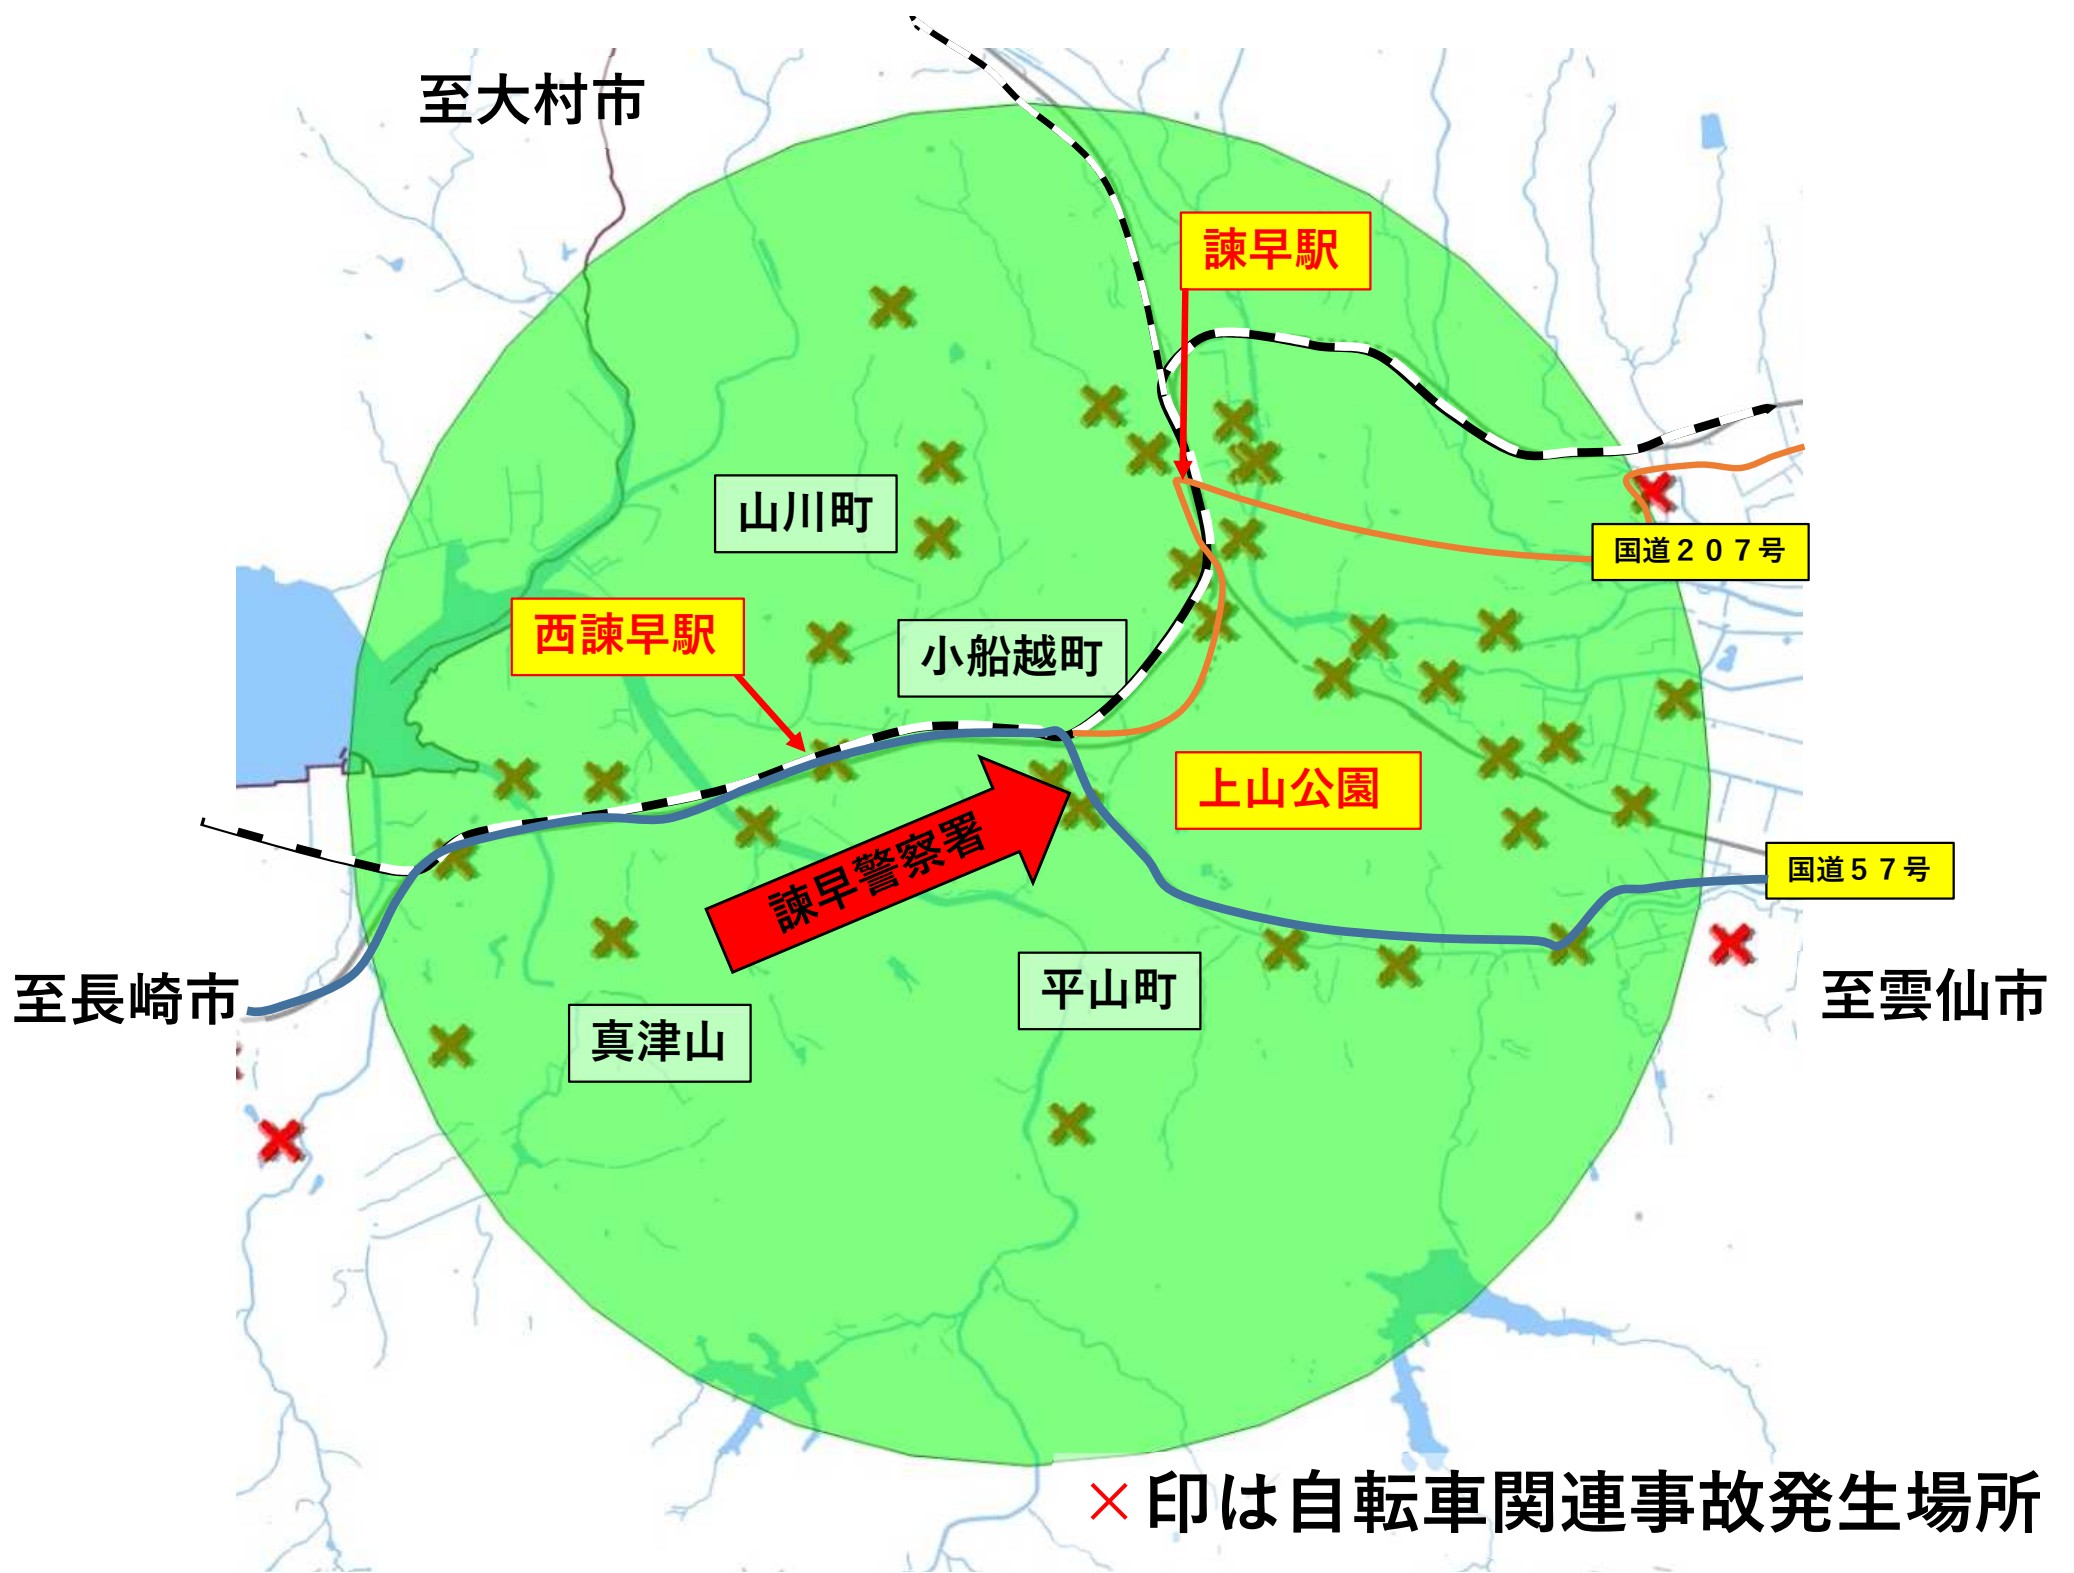 至大村市
諫早駅
山川町
国道２０７号
西諫早駅
小船越町
上山公園
諫早警察署
国道５７号
至長崎市
平山町
至雲仙市
真津山
×印は自転車関連事故発生場所